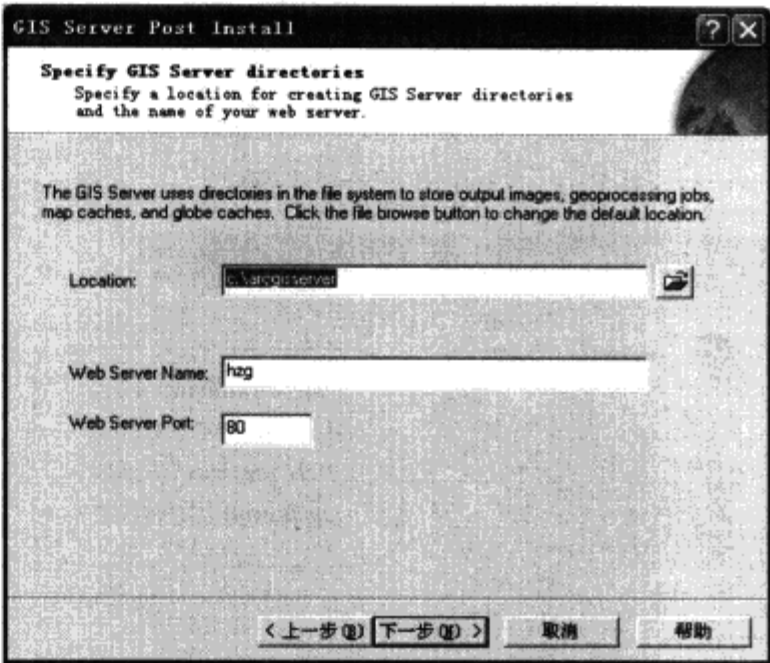 GIS Server Post Install
Specify GIS Server directories
Specify a location for creating GIS Server directories
and the name of your web server.
The GIS Server uses directories in the file system to store output images, geoprocessing jobs,
map caches, and globe caches. Click the file browse button to change the default location.
Location: c:\arcgisserver
Web Server Name: hzg
Web Server Port: 80
< 上一步(B) 下一步(N) > 取消 帮助